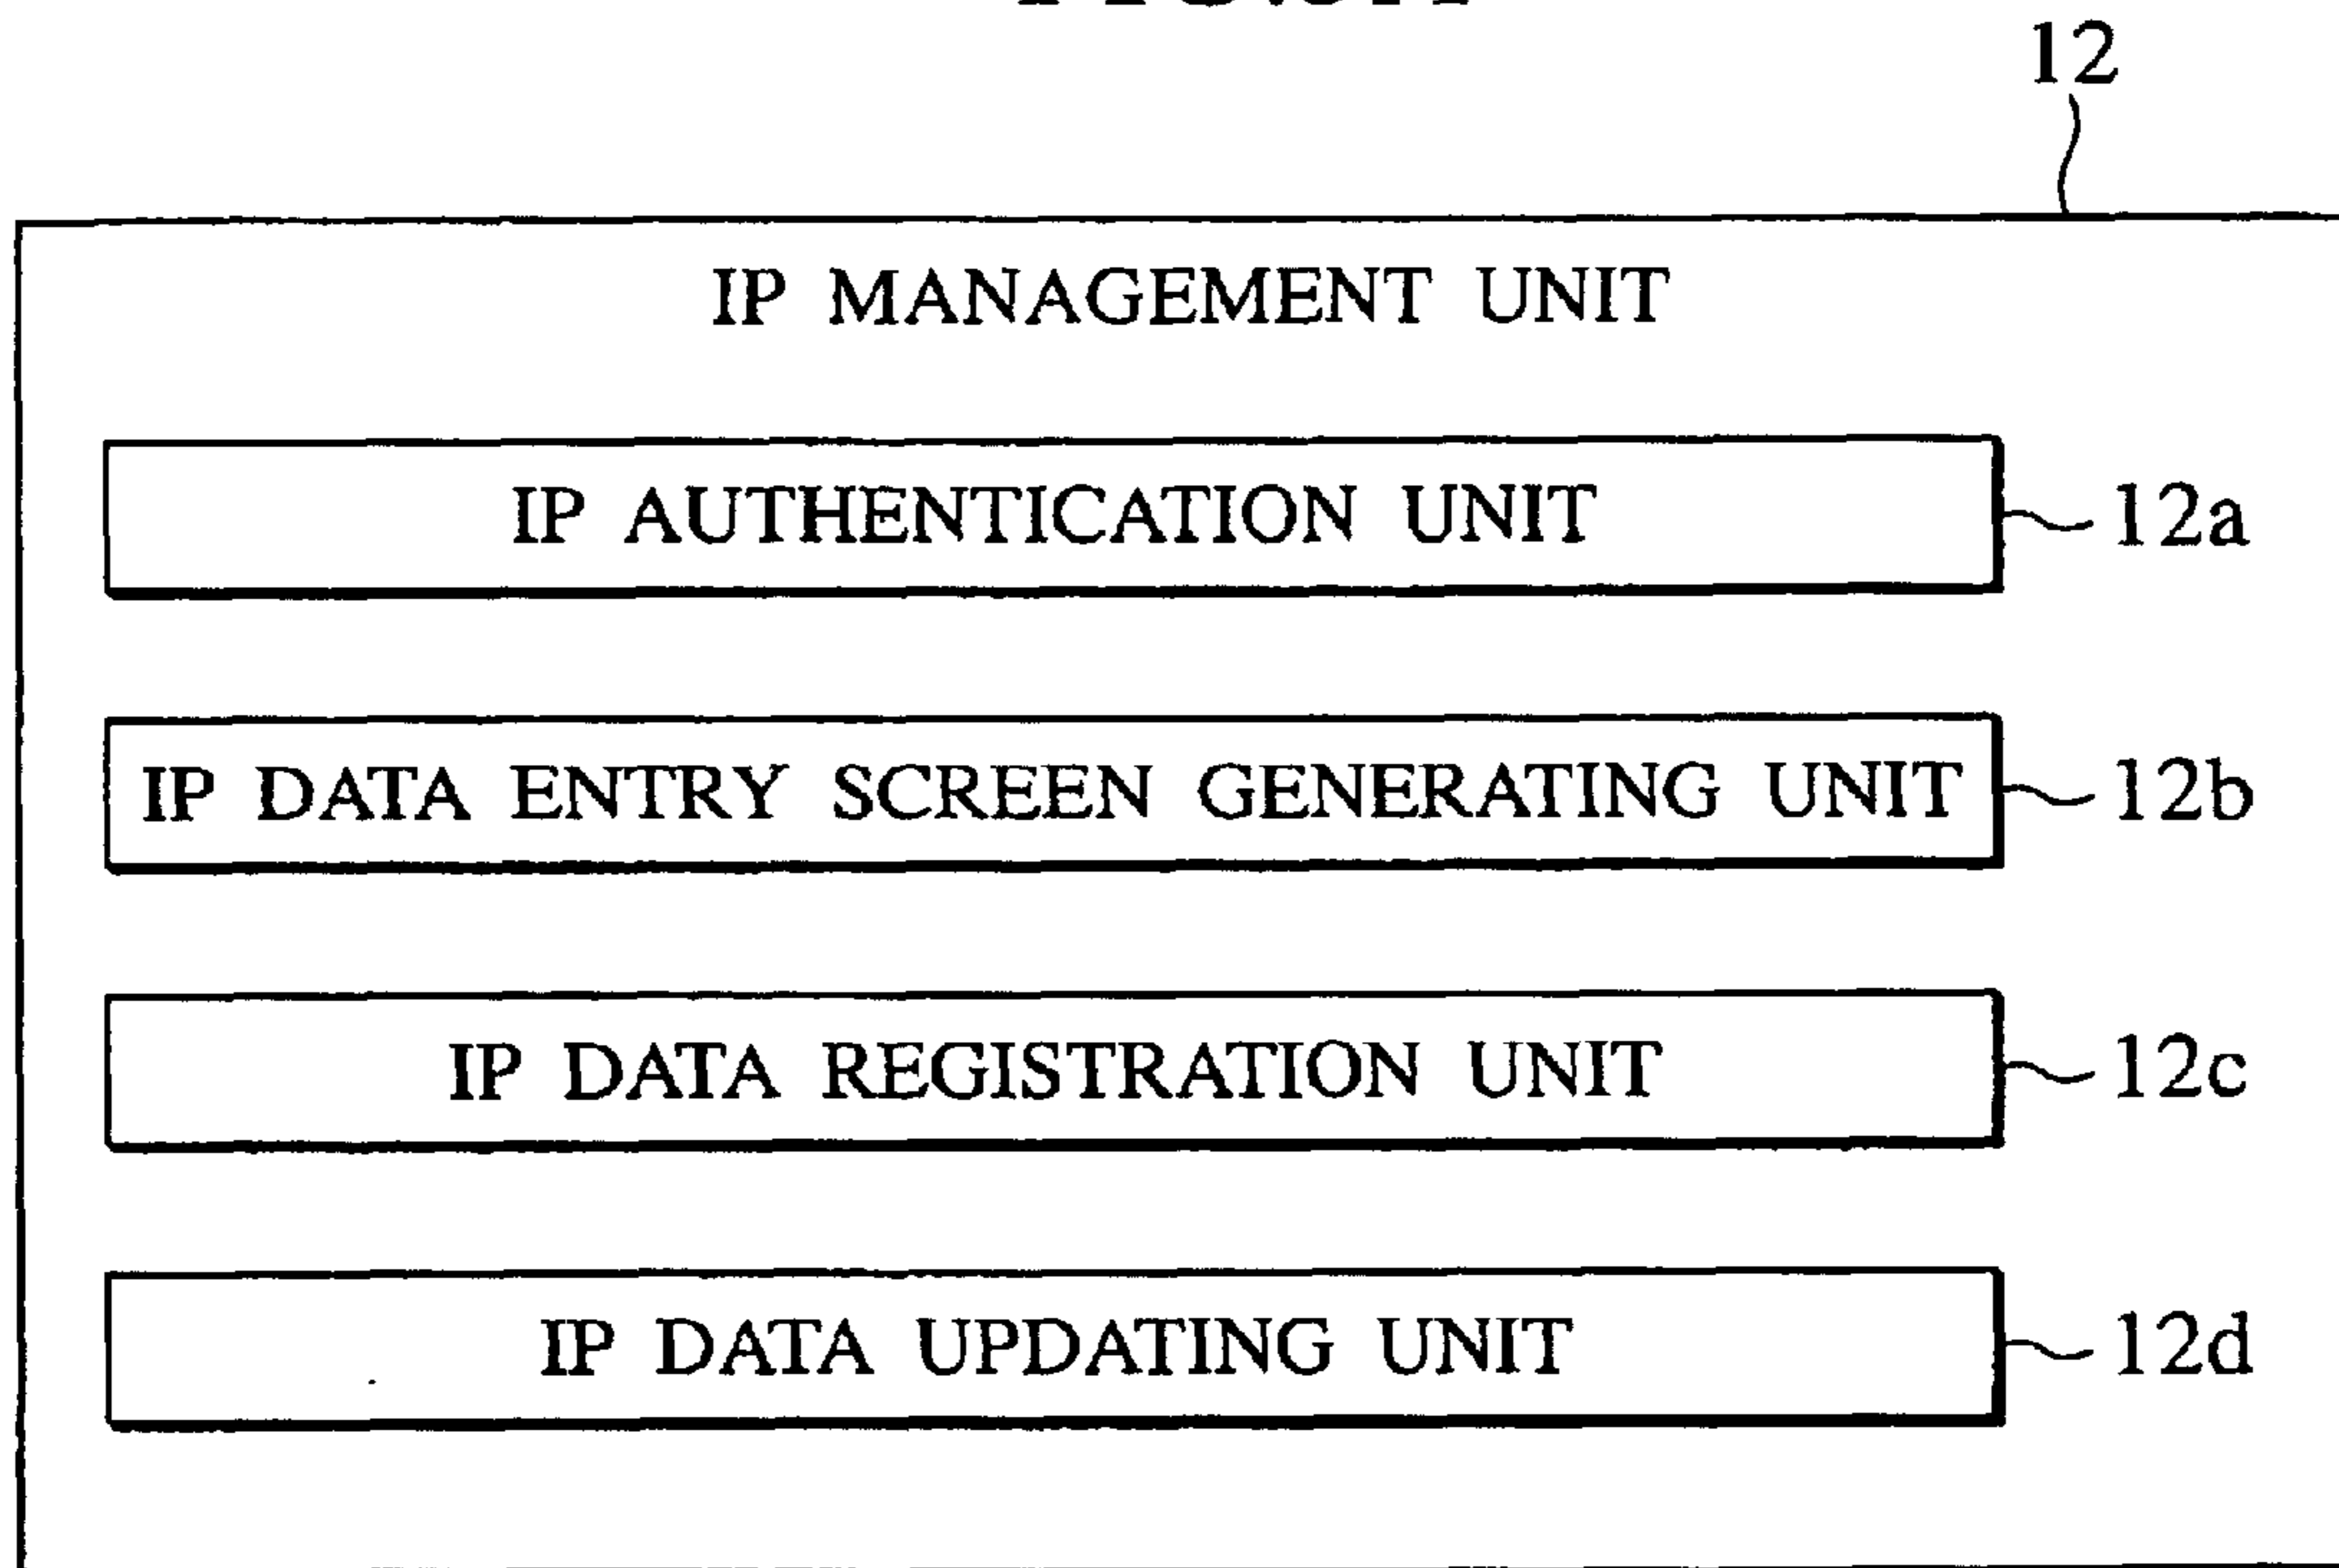 12
IP MANAGEMENT UNIT
IP AUTHENTICATION UNIT
12a
IP DATA ENTRY SCREEN GENERATING UNIT
12b
IP DATA REGISTRATION UNIT
12c
IP DATA UPDATING UNIT
12d